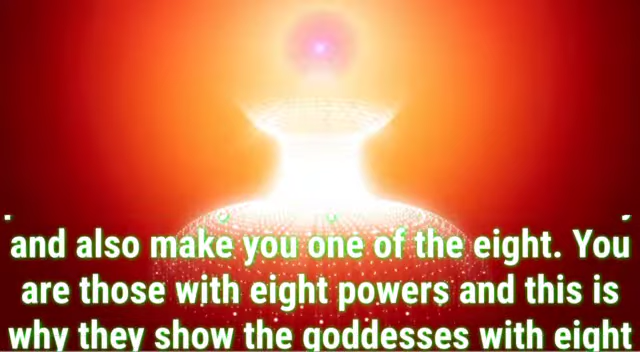 and also make you one of the eight. You
are those with eight powers and this is
why they show the goddesses with eight